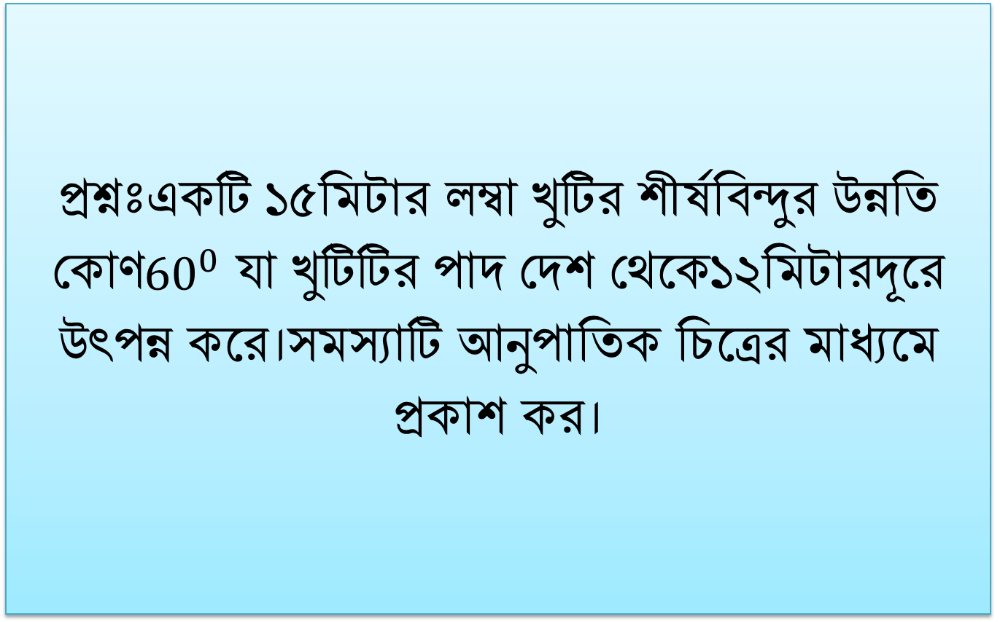 প্রশ্নঃএকটি ১৫মিটার লম্বা খুটির শীর্ষবিন্দুর উন্নতি
কোণ60⁰ যা খুটিটির পাদ দেশ থেকে১২মিটারদূরে
উৎপন্ন করে।সমস্যাটি আনুপাতিক চিত্রের মাধ্যমে
প্রকাশ কর।